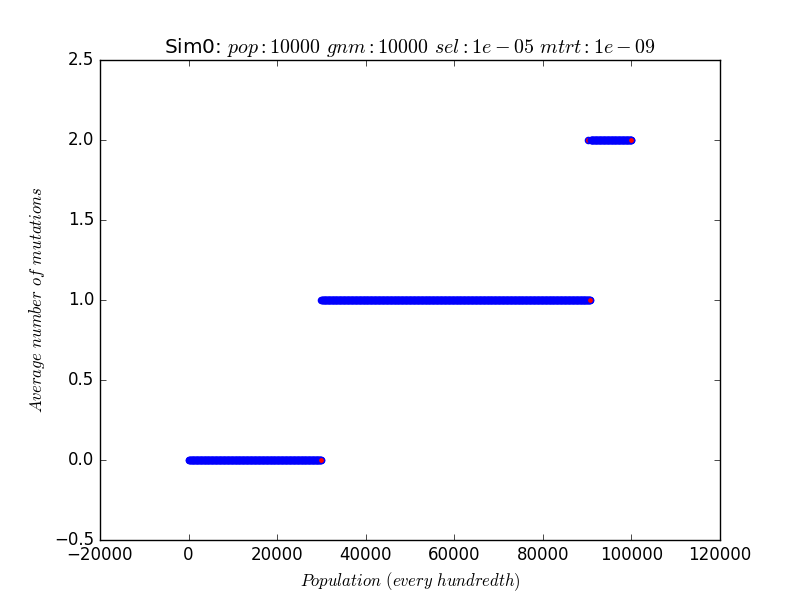 Sim0: pop : 10000 gnm : 10000 sel : 1e − 05 mtrt : 1e − 09
2.5
2.0
1.5
1.0
0.5
0.0
−0.5
Average number of mutations
−20000 0 20000 40000 60000 80000 100000 120000
Population (every hundredth)